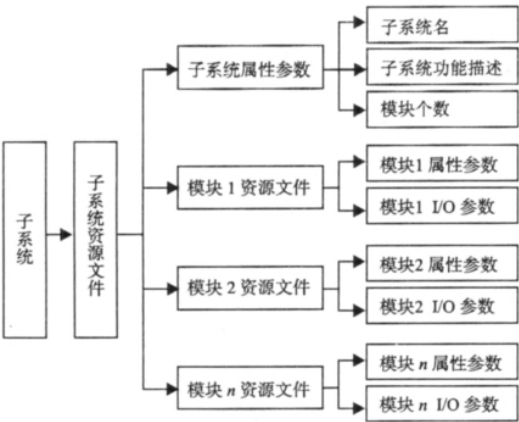 子系统
子系统资源文件
子系统属性参数
子系统名
子系统功能描述
模块个数
模块1资源文件
模块1 属性参数
模块1 I/O 参数
模块2资源文件
模块2 属性参数
模块2 I/O 参数
模块 n 资源文件
模块 n 属性参数
模块 n I/O 参数